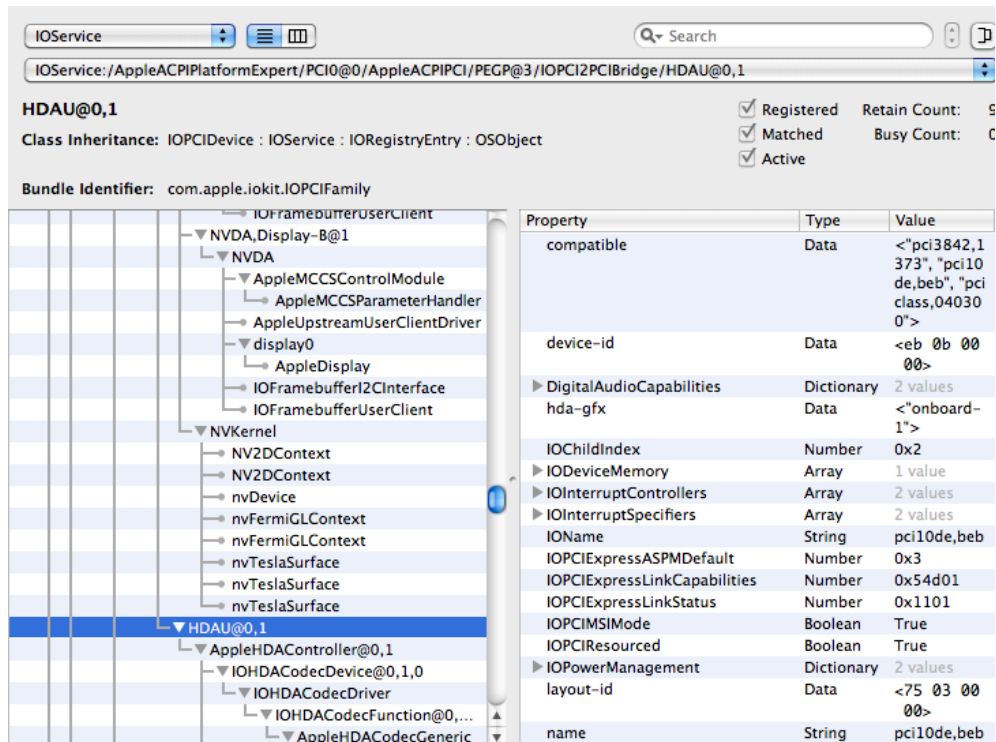 IOService
Search
IOService:/AppleACPIPlatformExpert/PCI0@0/AppleACPIPCI/PEGP@3/IOPCI2PCIBridge/HDAU@0,1
HDAU@0,1
Class Inheritance: IOPCIDevice : IOService : IORegistryEntry : OSObject
Bundle Identifier: com.apple.iokit.IOPCIFamily
Registered
Matched
Active
Retain Count: 9
Busy Count: 0
IOFramebufferUserClient
NVDA,Display-B@1
NVDA
AppleMCCSControlModule
AppleMCCSParameterHandler
AppleUpstreamUserClientDriver
display0
AppleDisplay
IOFramebufferI2CInterface
IOFramebufferUserClient
NVKernel
NV2DContext
NV2DContext
nvDevice
nvFermiGLContext
nvFermiGLContext
nvTeslaSurface
nvTeslaSurface
nvTeslaSurface
HDAU@0,1
AppleHDAController@0,1
IOHDACodecDevice@0,1,0
IOHDACodecDriver
IOHDACodecFunction@0,...
AppleHDACodecGeneric
Property Type Value
compatible Data <"pci3842,1
373", "pci10
de,beb", "pci
class,04030
0">
device-id Data <eb 0b 00
00>
DigitalAudioCapabilities Dictionary 2 values
hda-gfx Data <"onboard-
1">
IOChildIndex Number 0x2
IODeviceMemory Array 1 value
IOInterruptControllers Array 2 values
IOInterruptSpecifiers Array 2 values
IOName String pci10de,beb
IOPCIExpressASPMDefault Number 0x3
IOPCIExpressLinkCapabilities Number 0x54d01
IOPCIExpressLinkStatus Number 0x1101
IOPCIMSIMode Boolean True
IOPCIResourced Boolean True
IOPowerManagement Dictionary 2 values
layout-id Data <75 03 00
00>
name String pci10de,beb